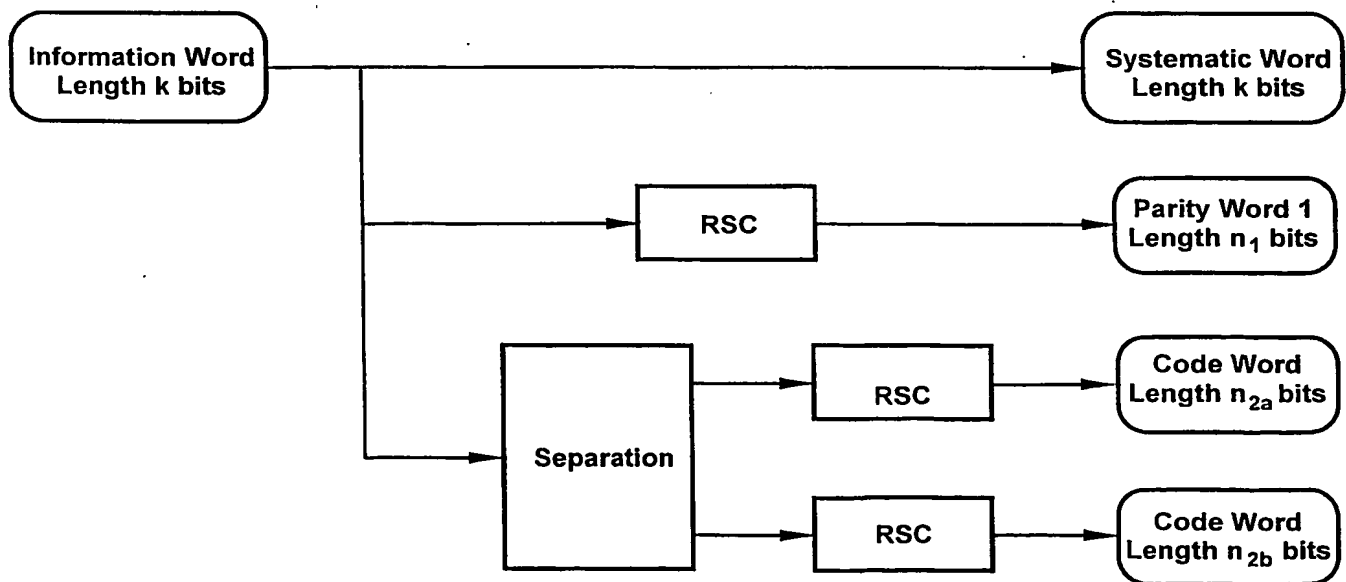 Information Word
Length k bits
Systematic Word
Length k bits
RSC
Parity Word 1
Length n₁ bits
Separation
RSC
Code Word
Length n₂ₐ bits
RSC
Code Word
Length n_2b bits